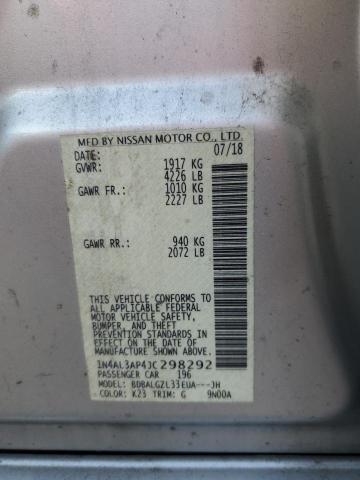 MFD BY NISSAN MOTOR CO., LTD.
DATE: 07/18
GVWR: 1917 KG
4226 LB
GAWR FR: 1010 KG
2227 LB
GAWR RR: 940 KG
2072 LB
THIS VEHICLE CONFORMS TO
ALL APPLICABLE FEDERAL
MOTOR VEHICLE SAFETY,
BUMPER, AND THEFT
PREVENTION STANDARDS IN
EFFECT ON THE DATE OF
MANUFACTURE SHOWN ABOVE.
1N4AL3AP4JC298292
PASSENGER CAR 196
MODEL: BDBALGZL33EUA---JH
COLOR: K23 TRIM: G 9N00A